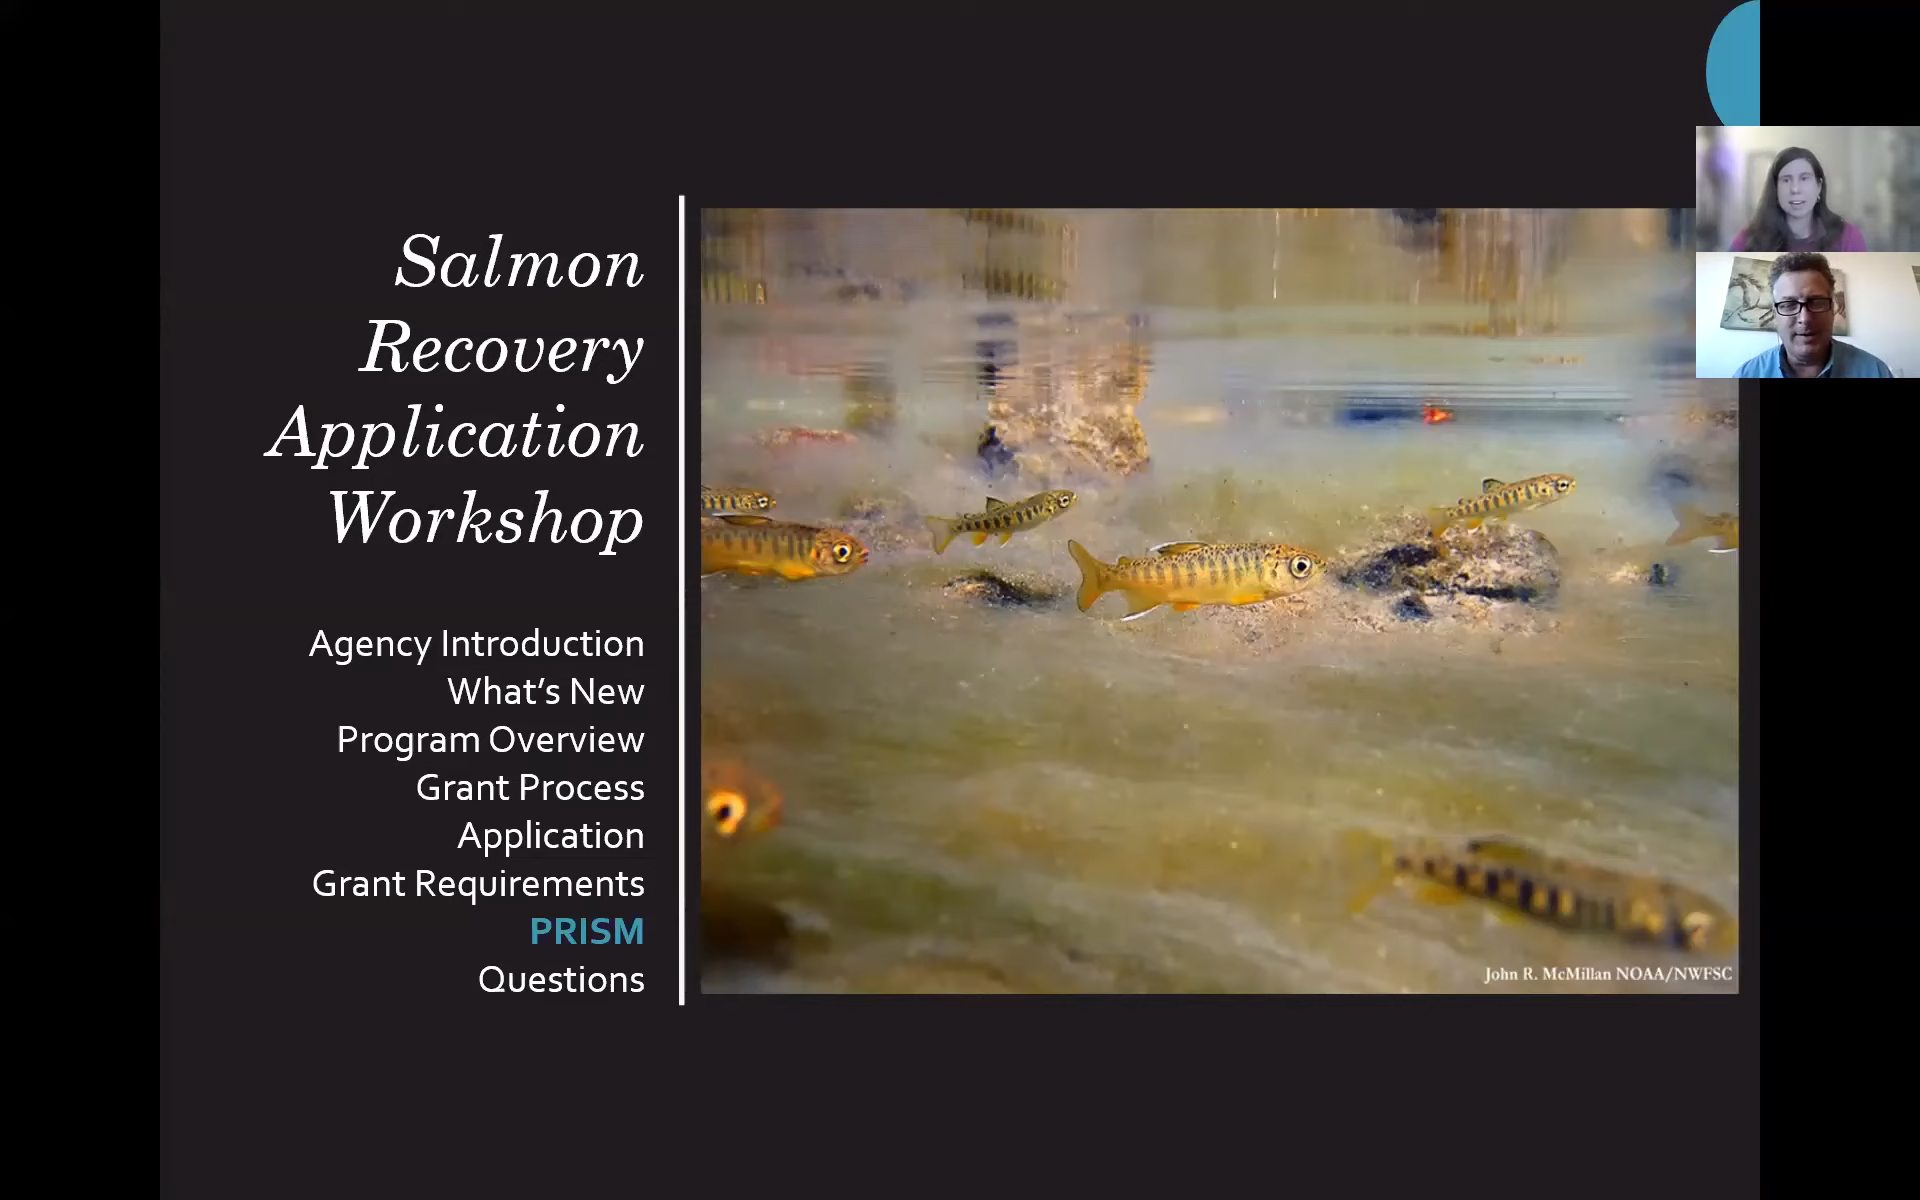 Salmon
Recovery
Application
Workshop
Agency Introduction
What’s New
Program Overview
Grant Process
Application
Grant Requirements
PRISM
Questions
John R. McMillan NOAA/NWFSC